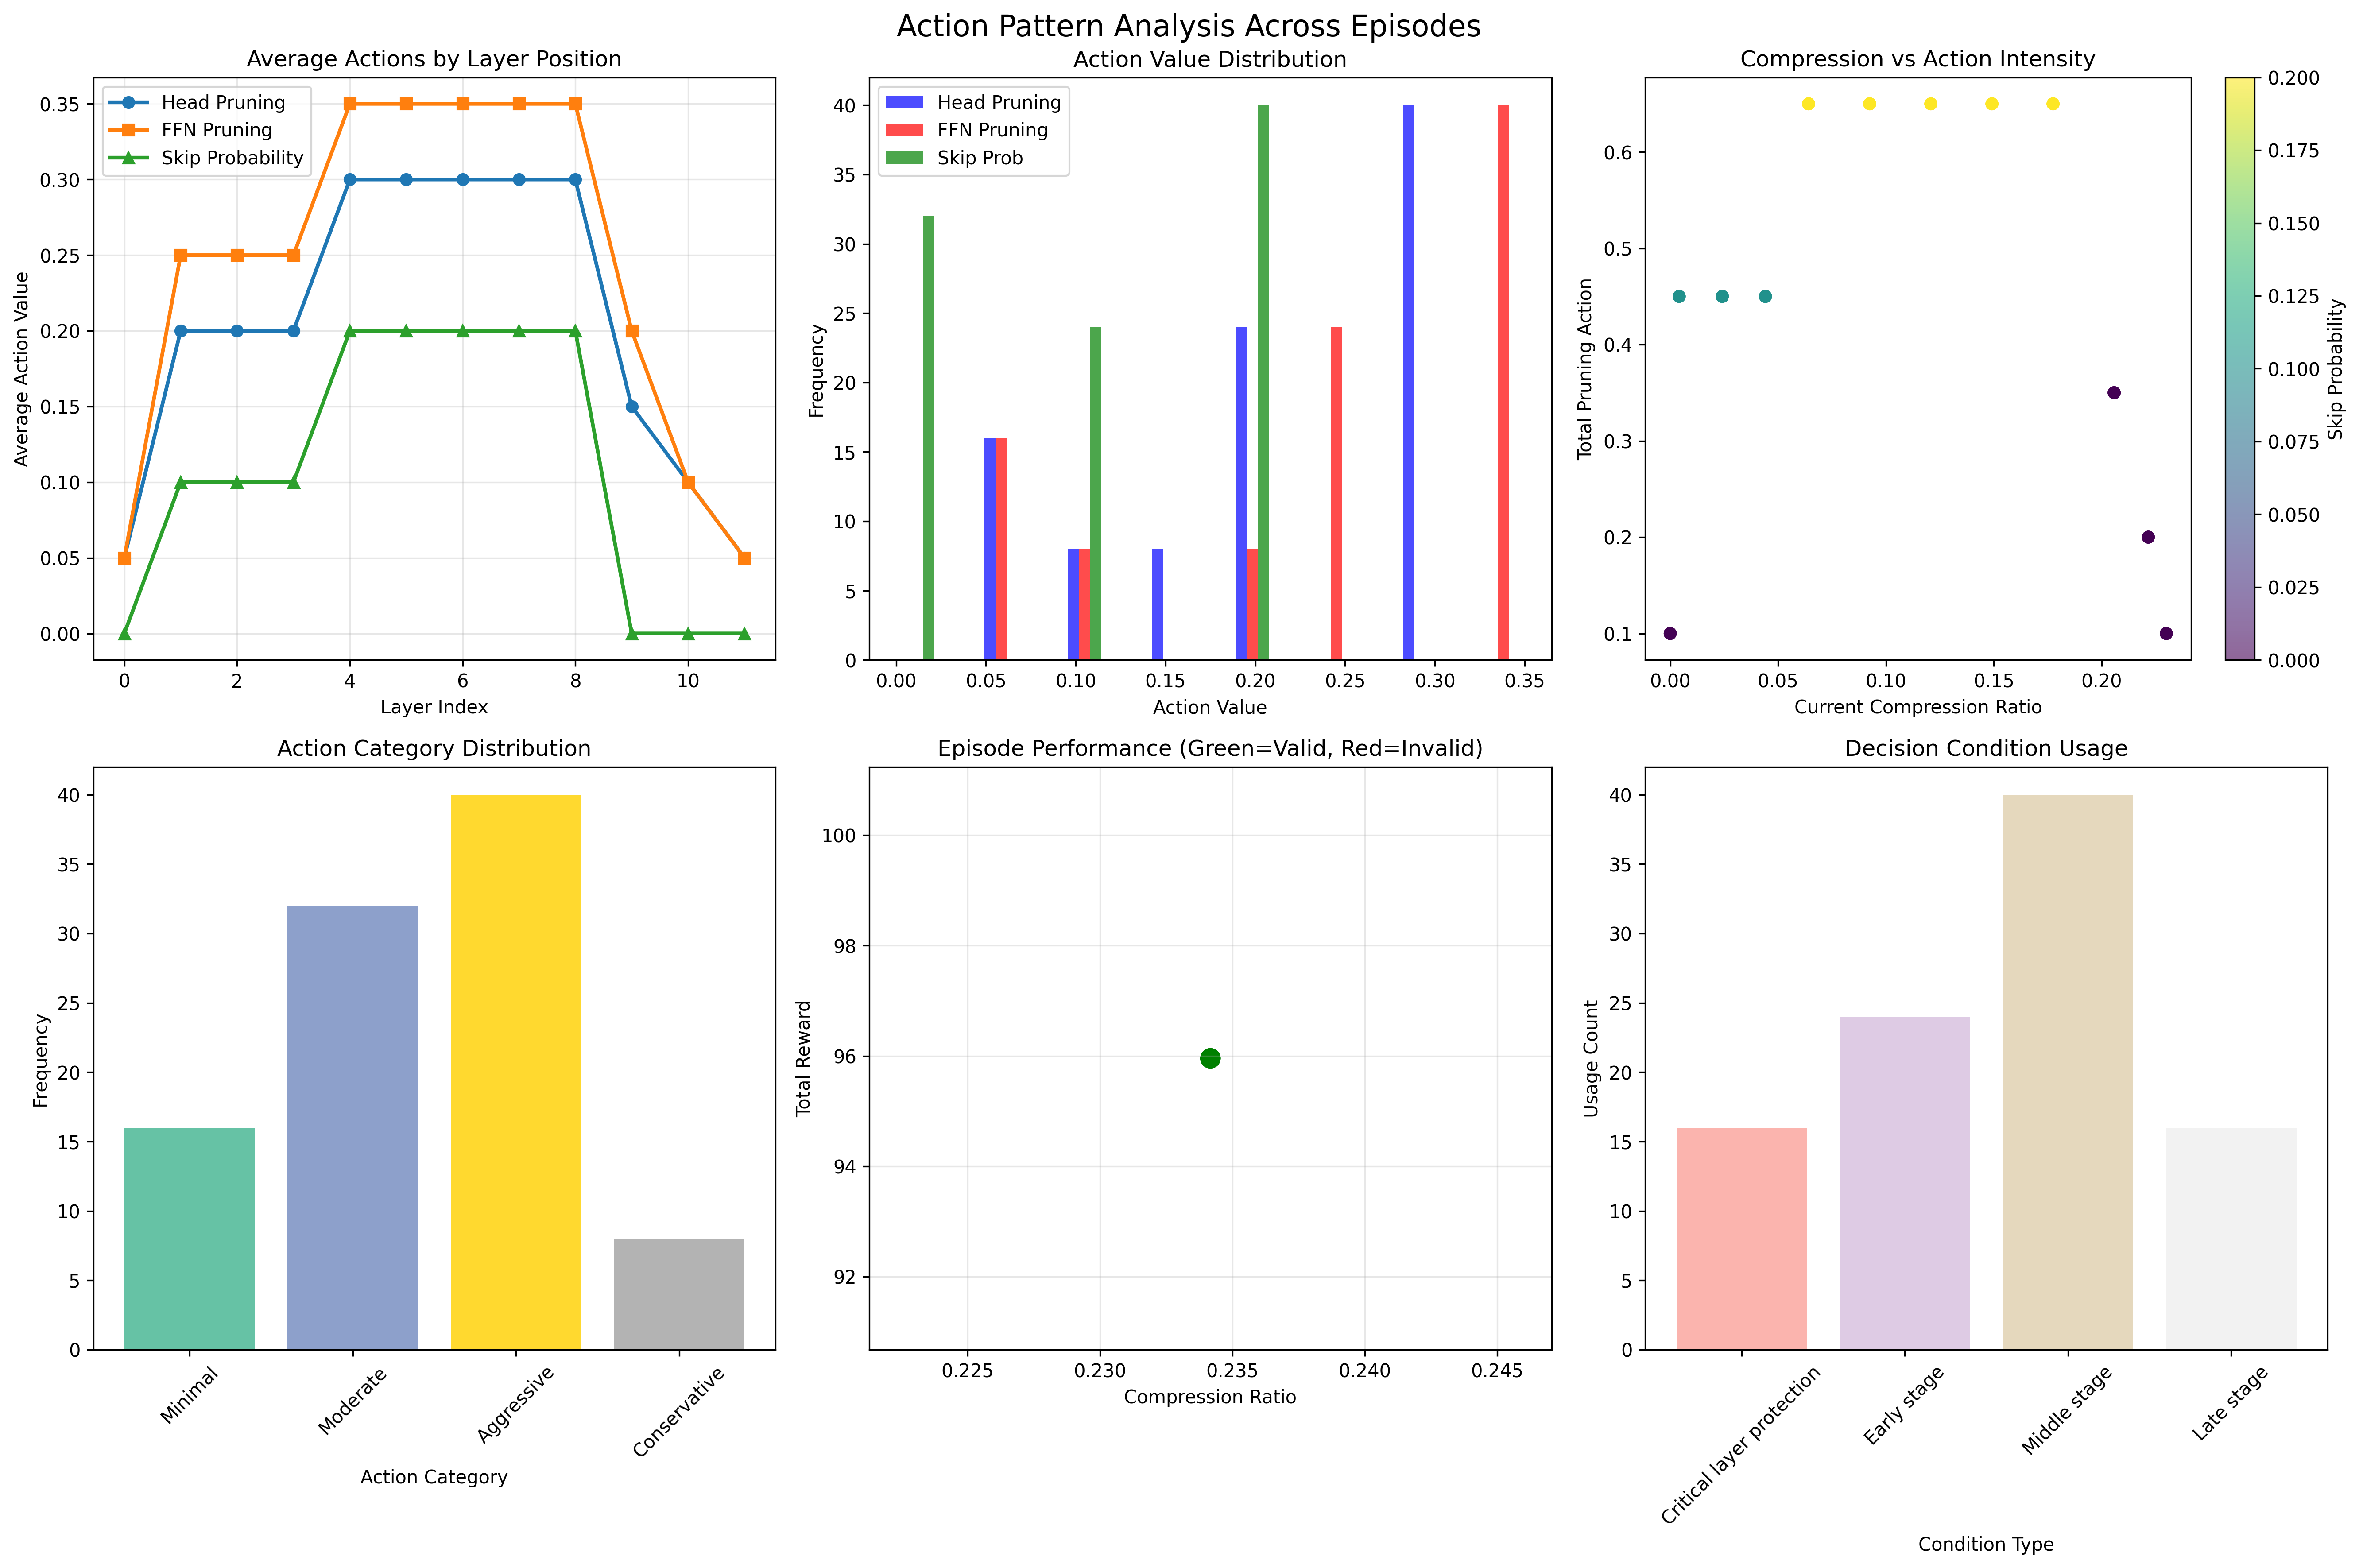 Action Pattern Analysis Across Episodes
Average Actions by Layer Position
Head Pruning
FFN Pruning
Skip Probability
0.35
0.30
0.25
0.20
0.15
0.10
0.05
0.00
Average Action Value
0 2 4 6 8 10
Layer Index
Action Value Distribution
Head Pruning
FFN Pruning
Skip Prob
40
35
30
25
20
15
10
5
0
Frequency
0.00 0.05 0.10 0.15 0.20 0.25 0.30 0.35
Action Value
Compression vs Action Intensity
0.6
0.5
0.4
0.3
0.2
0.1
Total Pruning Action
0.00 0.05 0.10 0.15 0.20
Current Compression Ratio
0.200
0.175
0.150
0.125
0.100
0.075
0.050
0.025
0.000
Skip Probability
Action Category Distribution
40
35
30
25
20
15
10
5
0
Frequency
Minimal
Moderate
Aggressive
Conservative
Action Category
Episode Performance (Green=Valid, Red=Invalid)
100
98
96
94
92
Total Reward
0.225 0.230 0.235 0.240 0.245
Compression Ratio
Decision Condition Usage
40
35
30
25
20
15
10
5
0
Usage Count
Critical layer protection
Early stage
Middle stage
Late stage
Condition Type